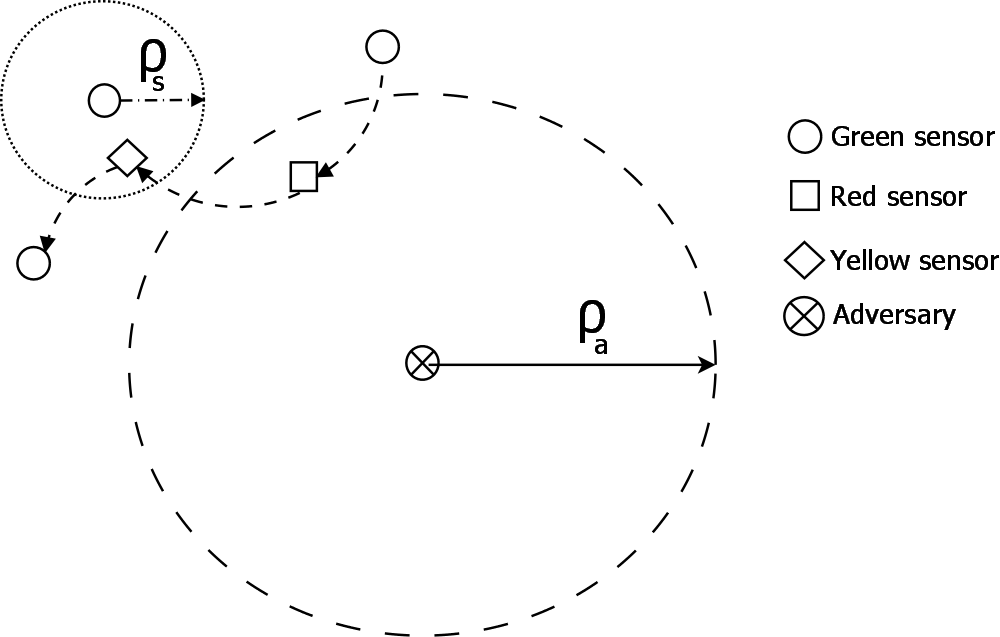 ρs
ρa
Green sensor
Red sensor
Yellow sensor
Adversary